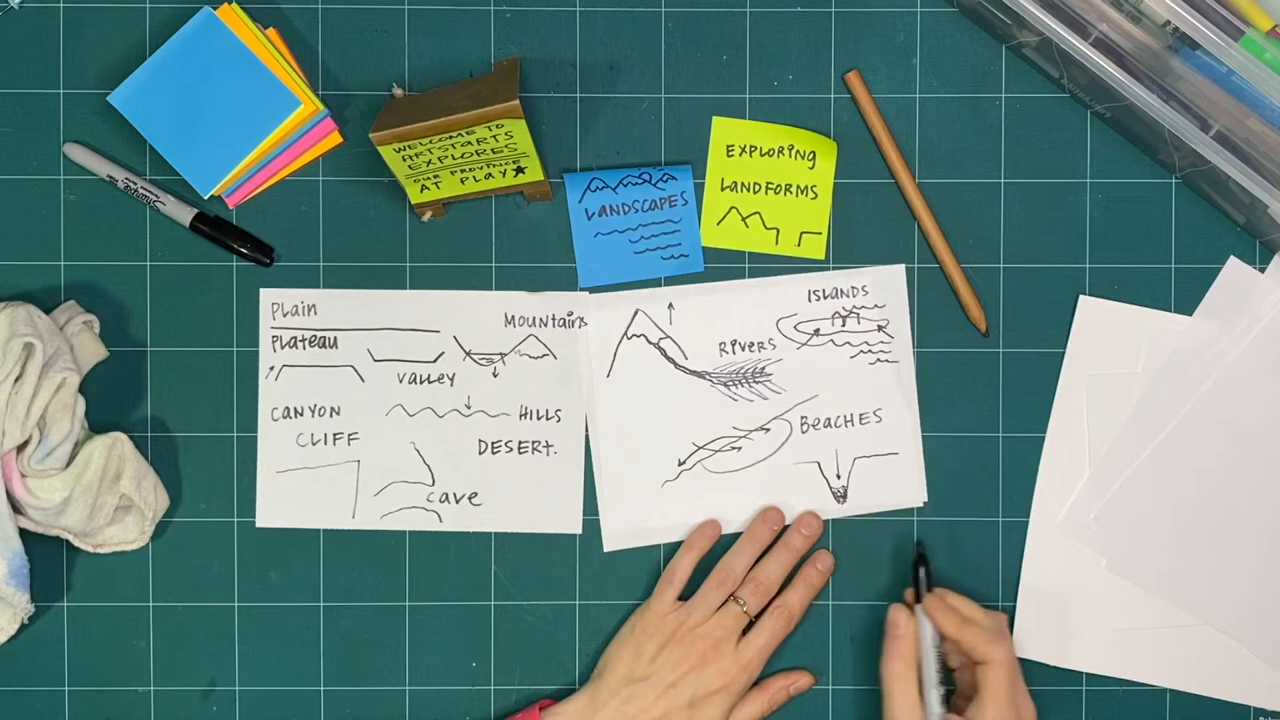 WELCOME TO
ARTSTARTS
EXPLORES
OUR PROVINCE
AT PLAY
LANDSCAPES
EXPLORING
LANDFORMS
Sharpie
Plain
Plateau
MOUNTAINS
valley
CANYON
HILLS
CLIFF
DESERT.
cave
ISLANDS
RIVERS
BEACHES